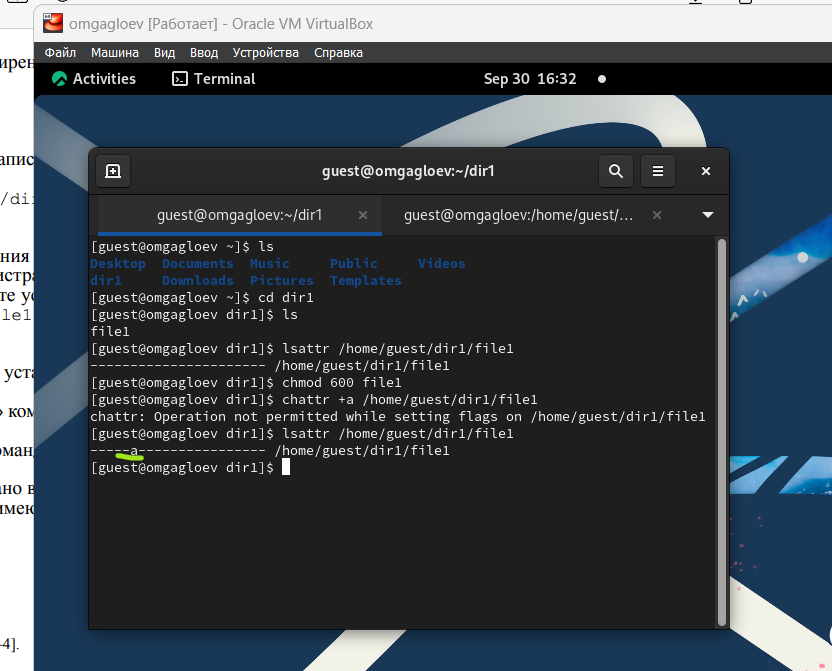 omgagloev [Работает] - Oracle VM VirtualBox
Файл Машина Вид Ввод Устройства Справка
Activities Terminal Sep 30 16:32
guest@omgagloev:~/dir1
guest@omgagloev:~/dir1 × guest@omgagloev:/home/guest/... ×
[guest@omgagloev ~]$ ls
Desktop Documents Music Public Videos
dir1 Downloads Pictures Templates
[guest@omgagloev ~]$ cd dir1
[guest@omgagloev dir1]$ ls
file1
[guest@omgagloev dir1]$ lsattr /home/guest/dir1/file1
---------------------- /home/guest/dir1/file1
[guest@omgagloev dir1]$ chmod 600 file1
[guest@omgagloev dir1]$ chattr +a /home/guest/dir1/file1
chattr: Operation not permitted while setting flags on /home/guest/dir1/file1
[guest@omgagloev dir1]$ lsattr /home/guest/dir1/file1
-----a---------------- /home/guest/dir1/file1
[guest@omgagloev dir1]$
-4].